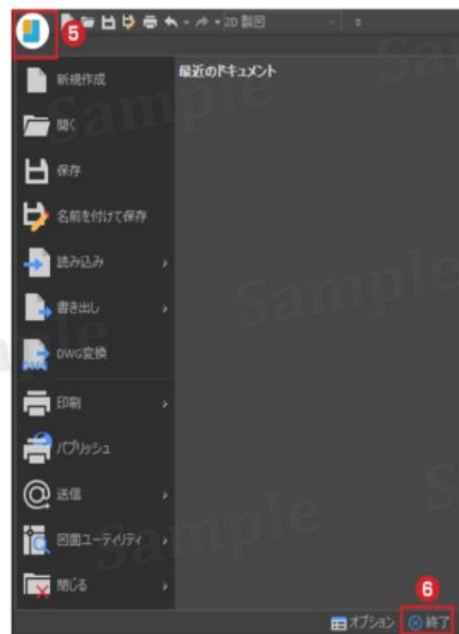 5
2D 製図
新規作成
最近のドキュメント
開く
保存
名前を付けて保存
読み込み
書き出し
DWG変換
印刷
パブリッシュ
送信
図面ユーティリティ
閉じる
6
オプション
終了
Sample
Sample
Sample
Sample